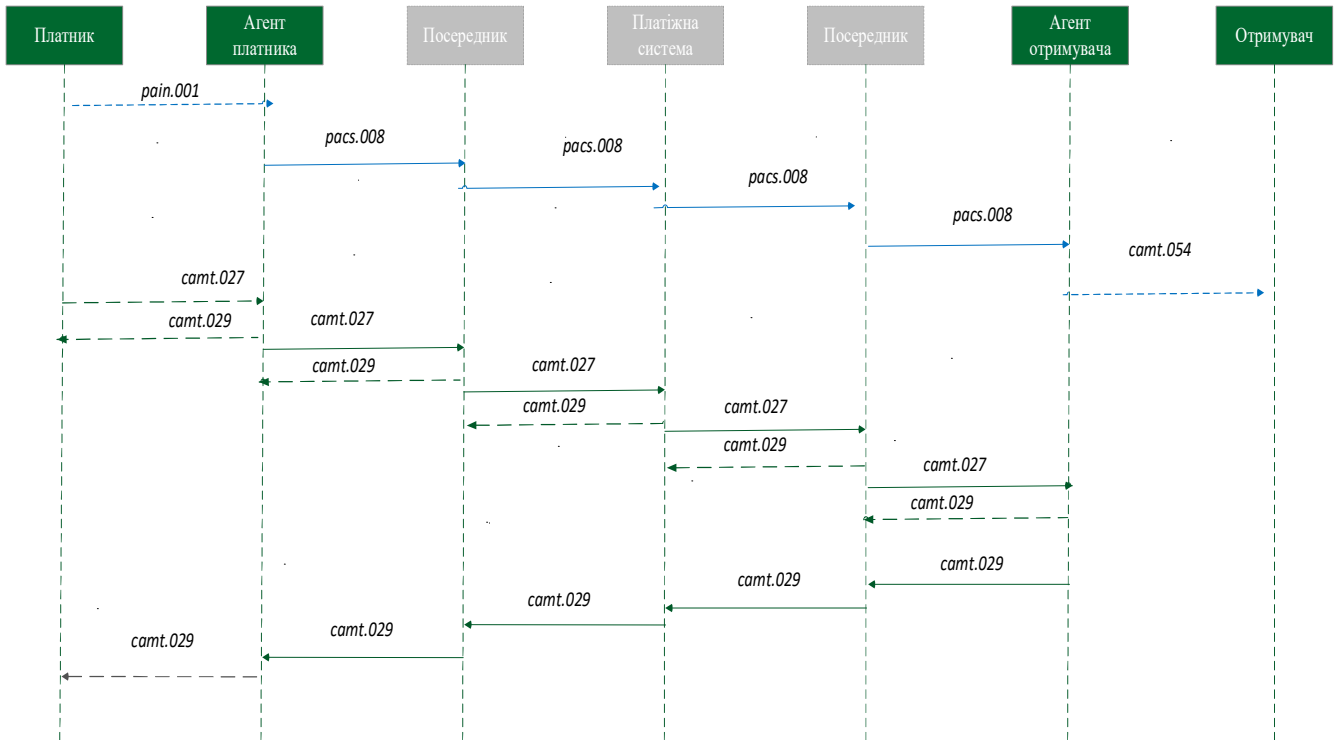 Платник
Агент
платника
Посередник
Платіжна
система
Посередник
Агент
отримувача
Отримувач
pain.001
pacs.008
pacs.008
pacs.008
pacs.008
camt.054
camt.027
camt.029
camt.027
camt.029
camt.027
camt.029
camt.027
camt.029
camt.027
camt.029
camt.029
camt.029
camt.029
camt.029
camt.029